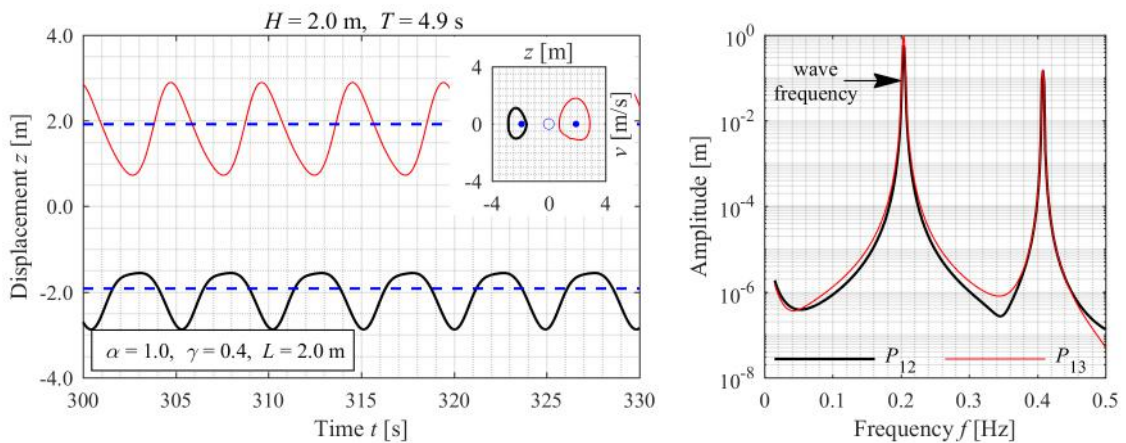 H = 2.0 m, T = 4.9 s
Displacement z [m]
4.0
2.0
0.0
-2.0
-4.0
300
305
310
315
320
325
330
Time t [s]
α = 1.0, γ = 0.4, L = 2.0 m
z [m]
4
0
-4
-4
0
4
v [m/s]
Amplitude [m]
10^0
10^-2
10^-4
10^-6
10^-8
wave
frequency
P_12
P_13
0
0.1
0.2
0.3
0.4
0.5
Frequency f [Hz]